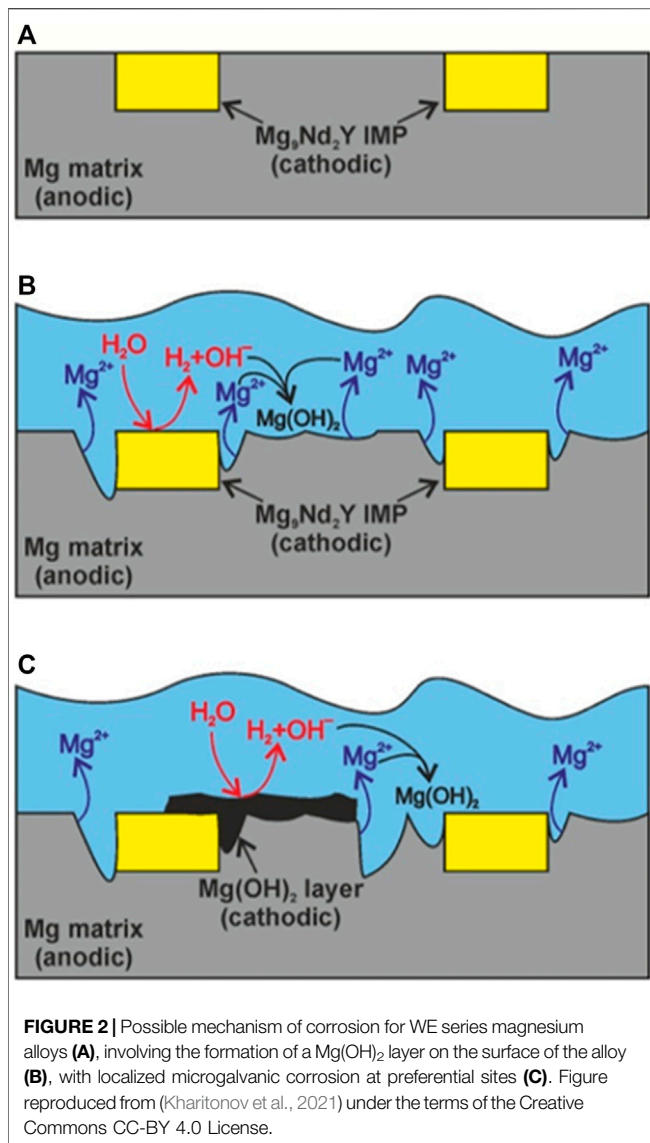 A
Mg₉Nd₂Y IMP
(cathodic)
Mg matrix
(anodic)
B
H₂O
H₂+OH⁻
Mg²⁺
Mg²⁺
Mg²⁺
Mg²⁺
Mg²⁺
Mg(OH)₂
Mg₉Nd₂Y IMP
(cathodic)
Mg matrix
(anodic)
C
H₂O
H₂+OH⁻
Mg²⁺
Mg²⁺
Mg²⁺
Mg(OH)₂
Mg(OH)₂ layer
(cathodic)
Mg matrix
(anodic)
FIGURE 2 | Possible mechanism of corrosion for WE series magnesium
alloys (A), involving the formation of a Mg(OH)₂ layer on the surface of the alloy
(B), with localized microgalvanic corrosion at preferential sites (C). Figure
reproduced from (Kharitonov et al., 2021) under the terms of the Creative
Commons CC-BY 4.0 License.